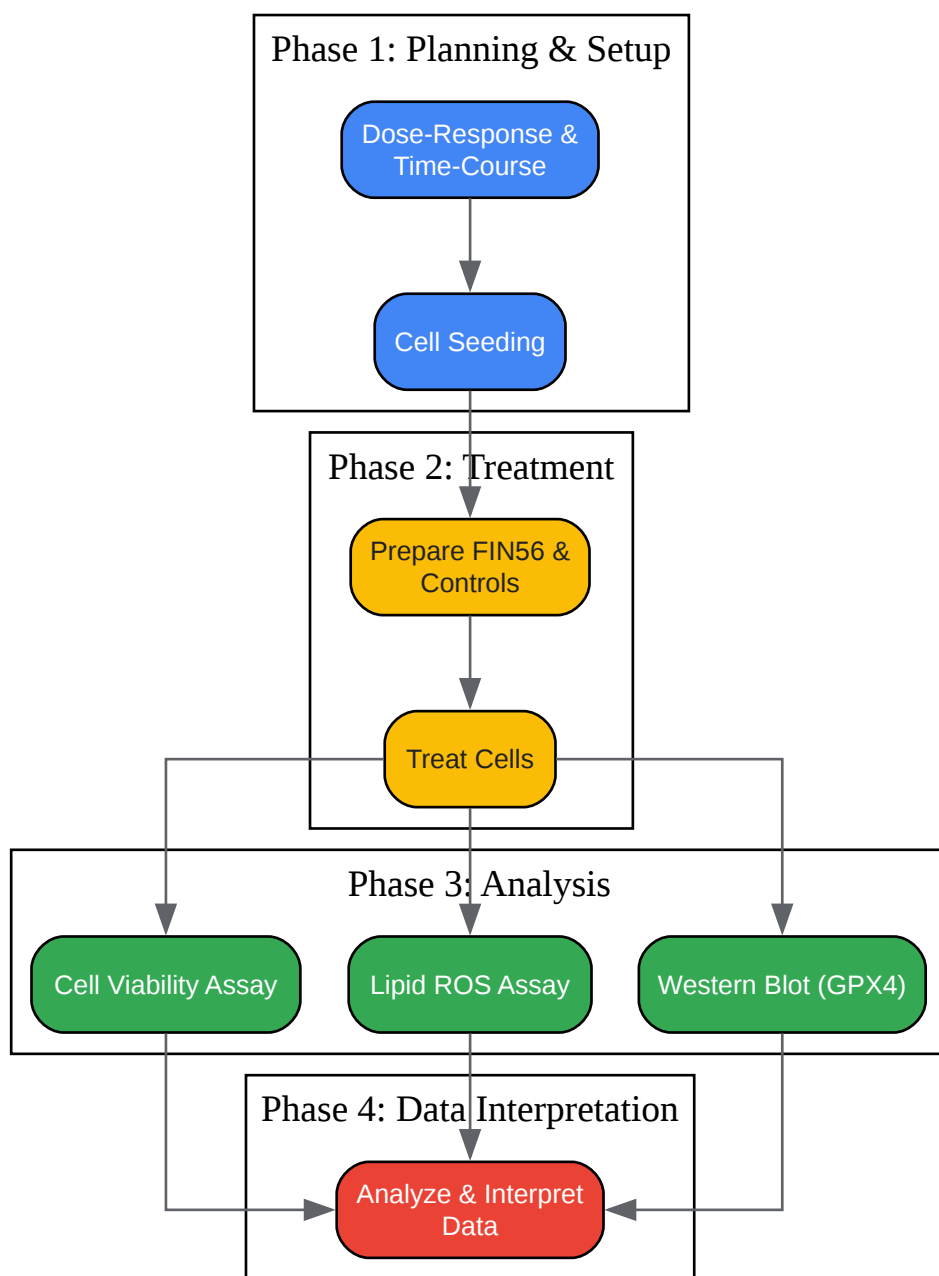 Phase 1: Planning & Setup
Dose-Response &
Time-Course
Cell Seeding
Phase 2: Treatment
Prepare FIN56 &
Controls
Treat Cells
Phase 3: Analysis
Cell Viability Assay
Lipid ROS Assay
Western Blot (GPX4)
Phase 4: Data Interpretation
Analyze & Interpret
Data